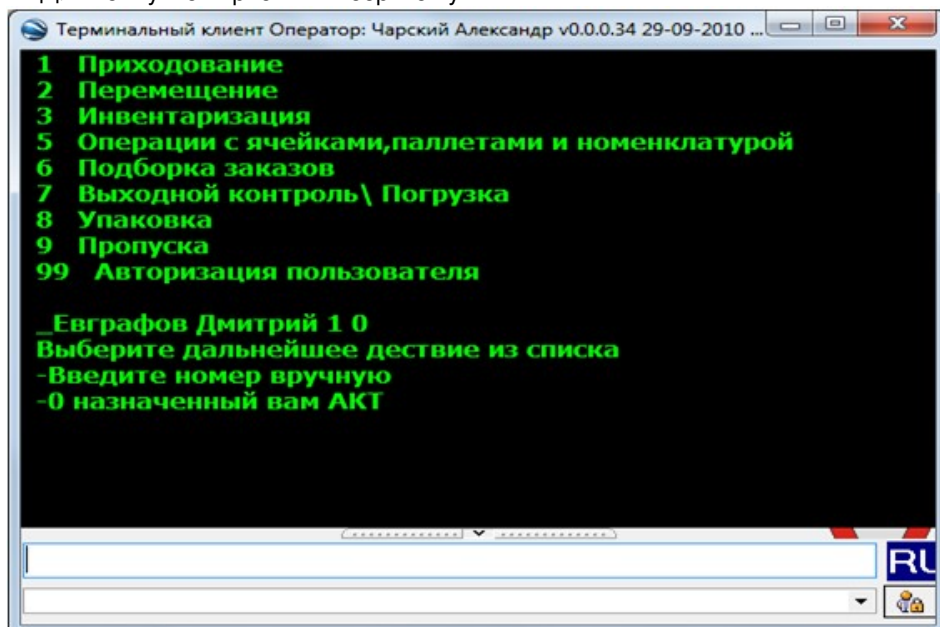 Терминальный клиент Оператор: Чарский Александр v0.0.0.34 29-09-2010 ...
1 Приходование
2 Перемещение
3 Инвентаризация
5 Операции с ячейками,паллетами и номенклатурой
6 Подборка заказов
7 Выходной контроль\ Погрузка
8 Упаковка
9 Пропуска
99 Авторизация пользователя
_Евграфов Дмитрий 1 0
Выберите дальнейшее дествие из списка
-Введите номер вручную
-0 назначенный вам АКТ
RU